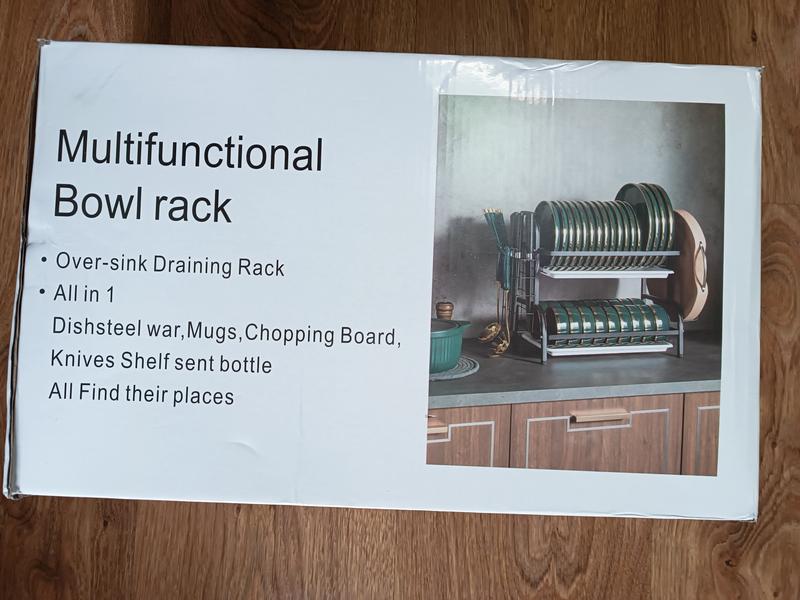 Multifunctional
Bowl rack
• Over-sink Draining Rack
• All in 1
Dishsteel war,Mugs,Chopping Board,
Knives Shelf sent bottle
All Find their places